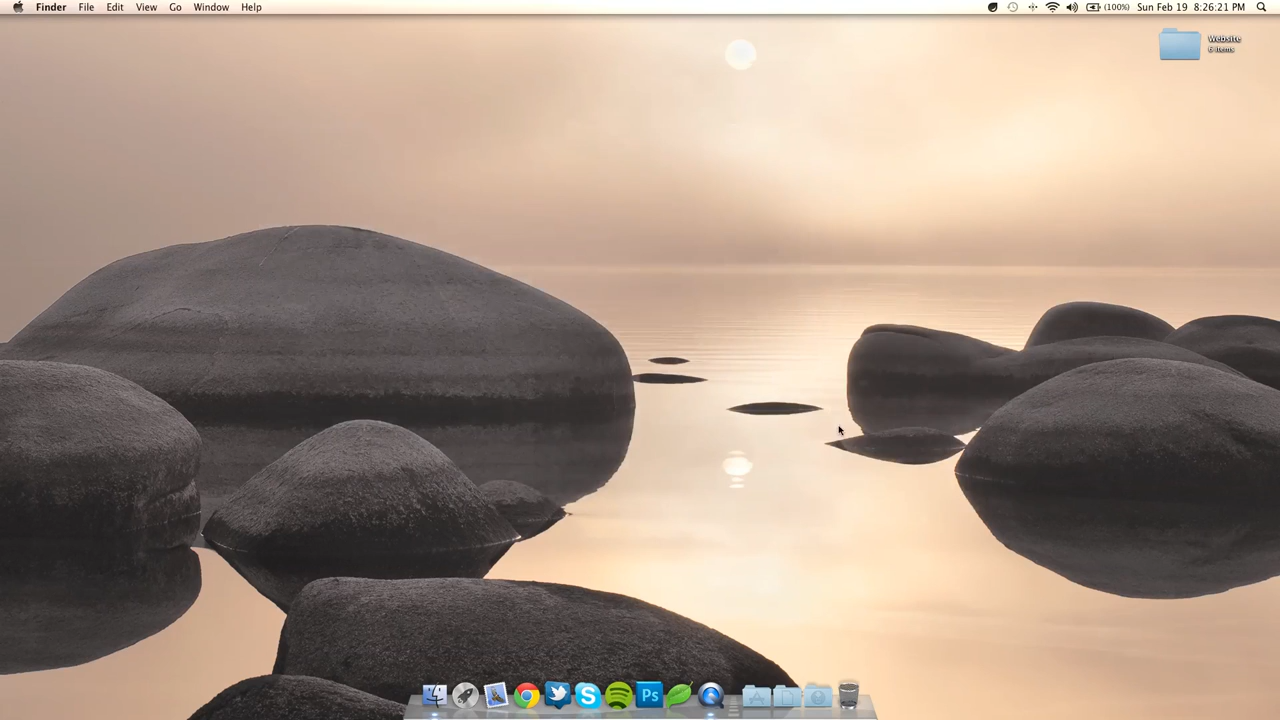 Finder File Edit View Go Window Help
(100%) Sun Feb 19 8:26:21 PM
Website
6 items
Ps